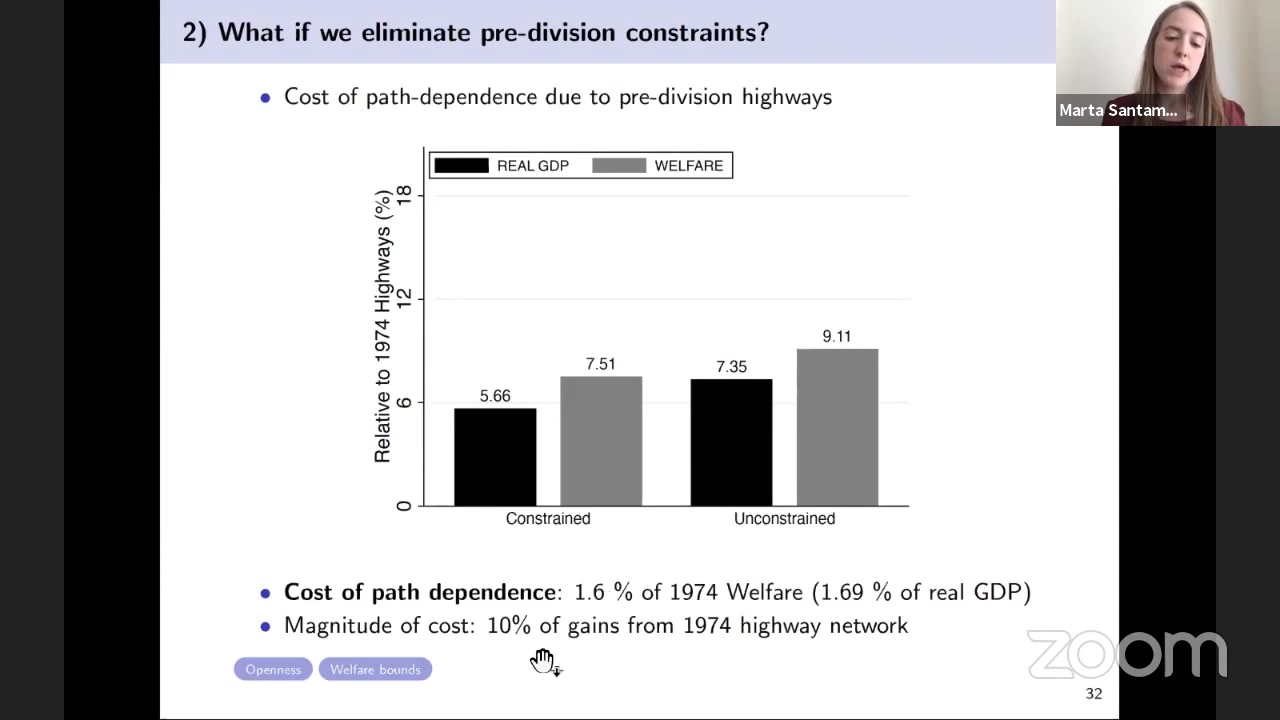 2) What if we eliminate pre-division constraints?
Marta Santam...
• Cost of path-dependence due to pre-division highways
REAL GDP WELFARE
Relative to 1974 Highways (%)
18
12
6
0
5.66
7.51
7.35
9.11
Constrained Unconstrained
• Cost of path dependence: 1.6 % of 1974 Welfare (1.69 % of real GDP)
• Magnitude of cost: 10% of gains from 1974 highway network
Openness Welfare bounds
zoom
32